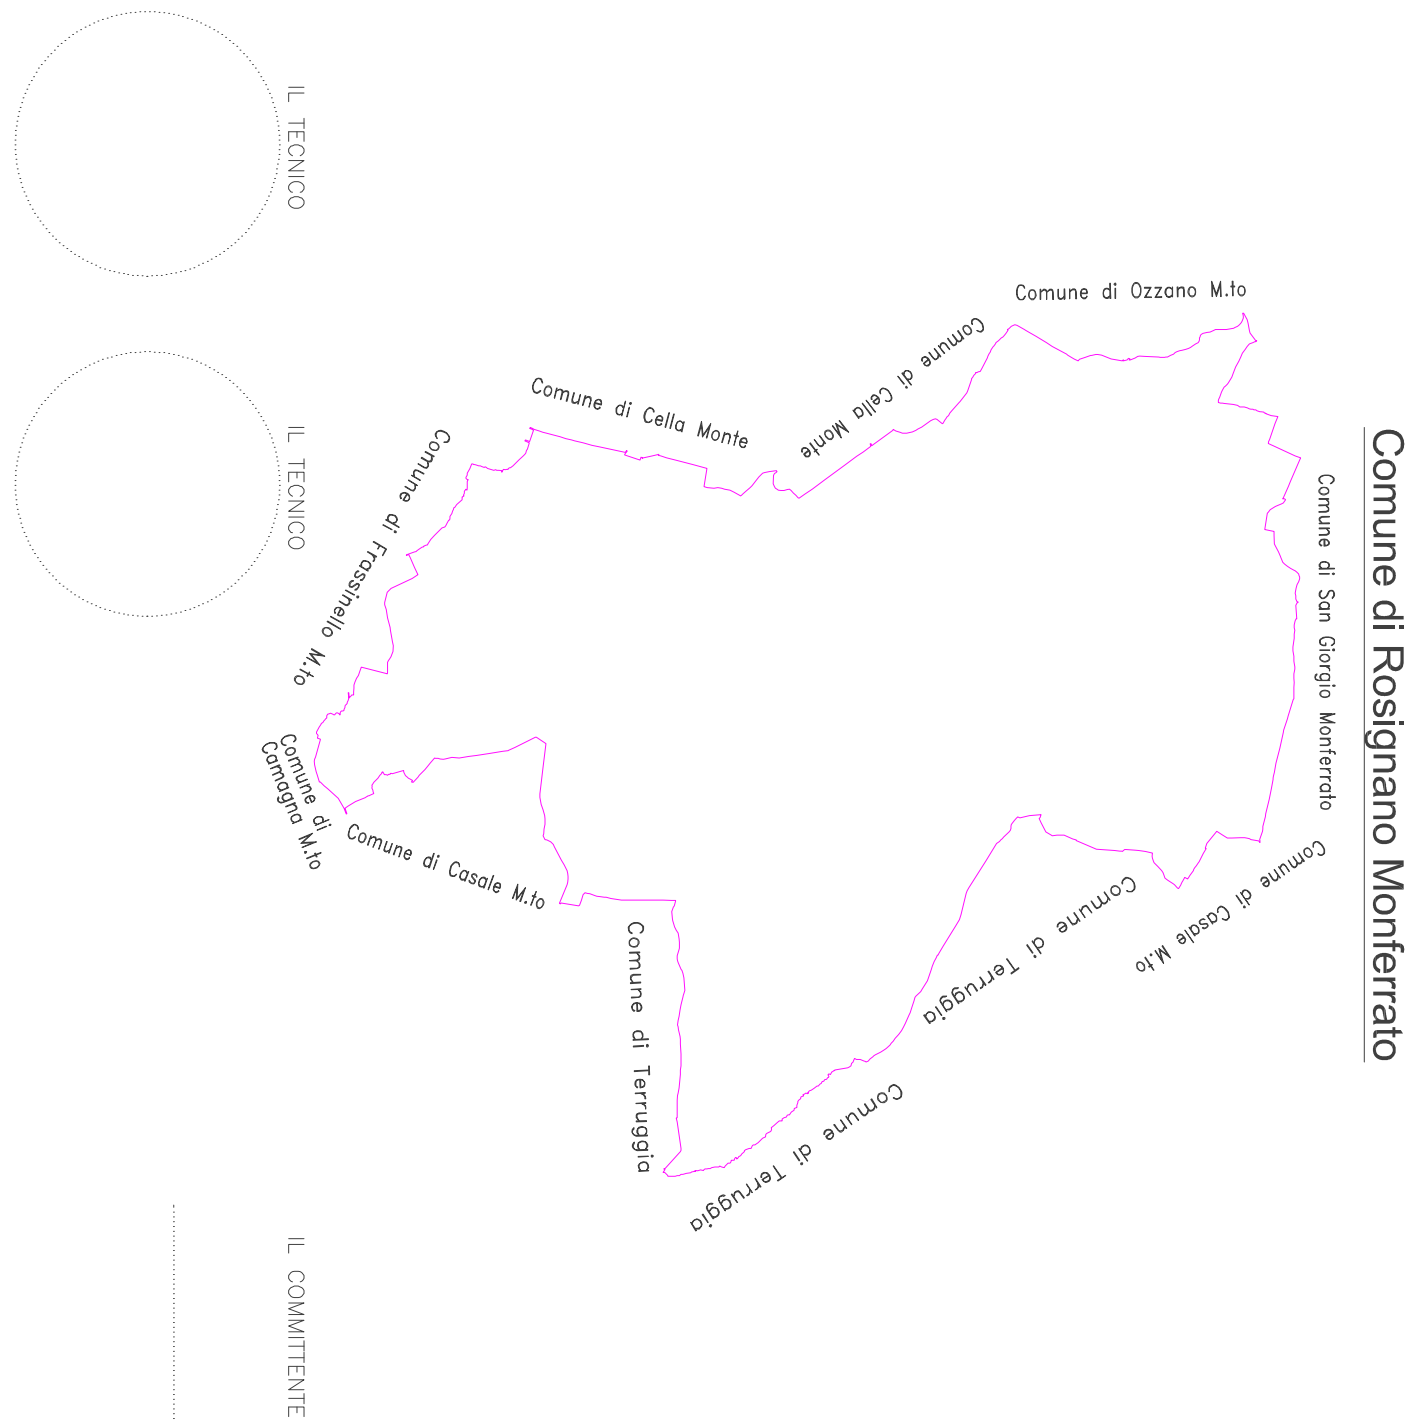 Comune di Rosignano Monferrato
Comune di San Giorgio Monferrato
Comune di Ozzano M.to
Comune di Cella Monte
Comune di Cella Monte
Comune di Frassinello M.to
Comune di
Camagna M.to
Comune di Casale M.to
Comune di Terruggia
Comune di Terruggia
Comune di Terruggia
Comune di Casale M.to
IL TECNICO
IL TECNICO
IL COMMITTENTE